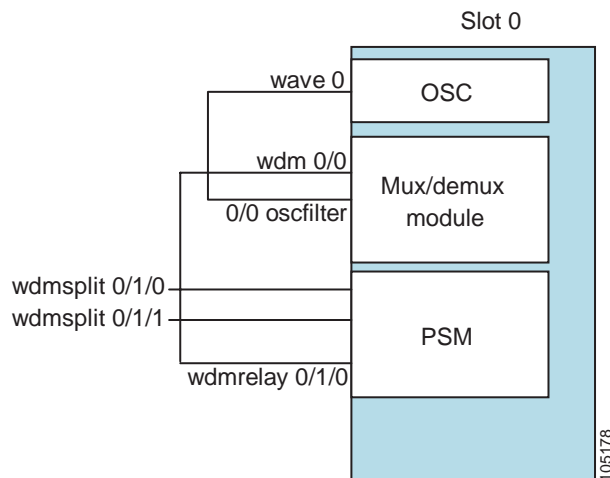 Slot 0
wave 0
OSC
wdm 0/0
Mux/demux
module
0/0 oscfilter
wdmsplit 0/1/0
wdmsplit 0/1/1
PSM
wdmrelay 0/1/0
105178